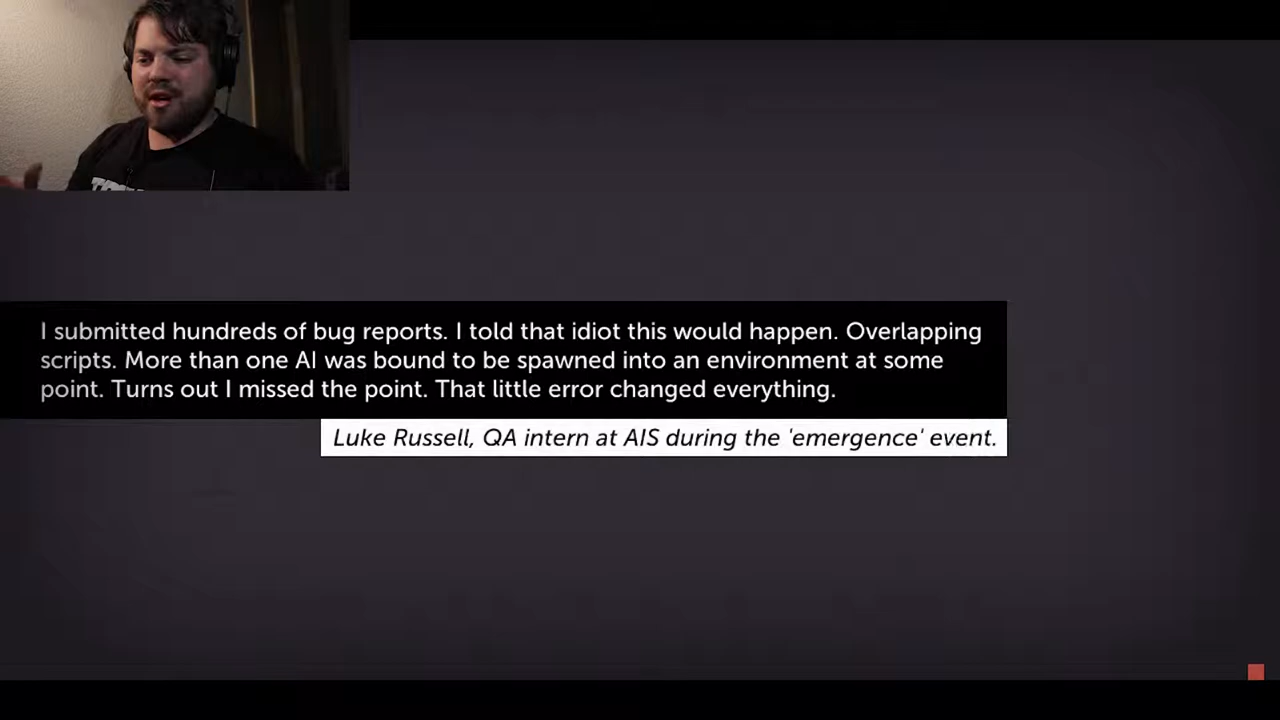 I submitted hundreds of bug reports. I told that idiot this would happen. Overlapping
scripts. More than one AI was bound to be spawned into an environment at some
point. Turns out I missed the point. That little error changed everything.
Luke Russell, QA intern at AIS during the 'emergence' event.